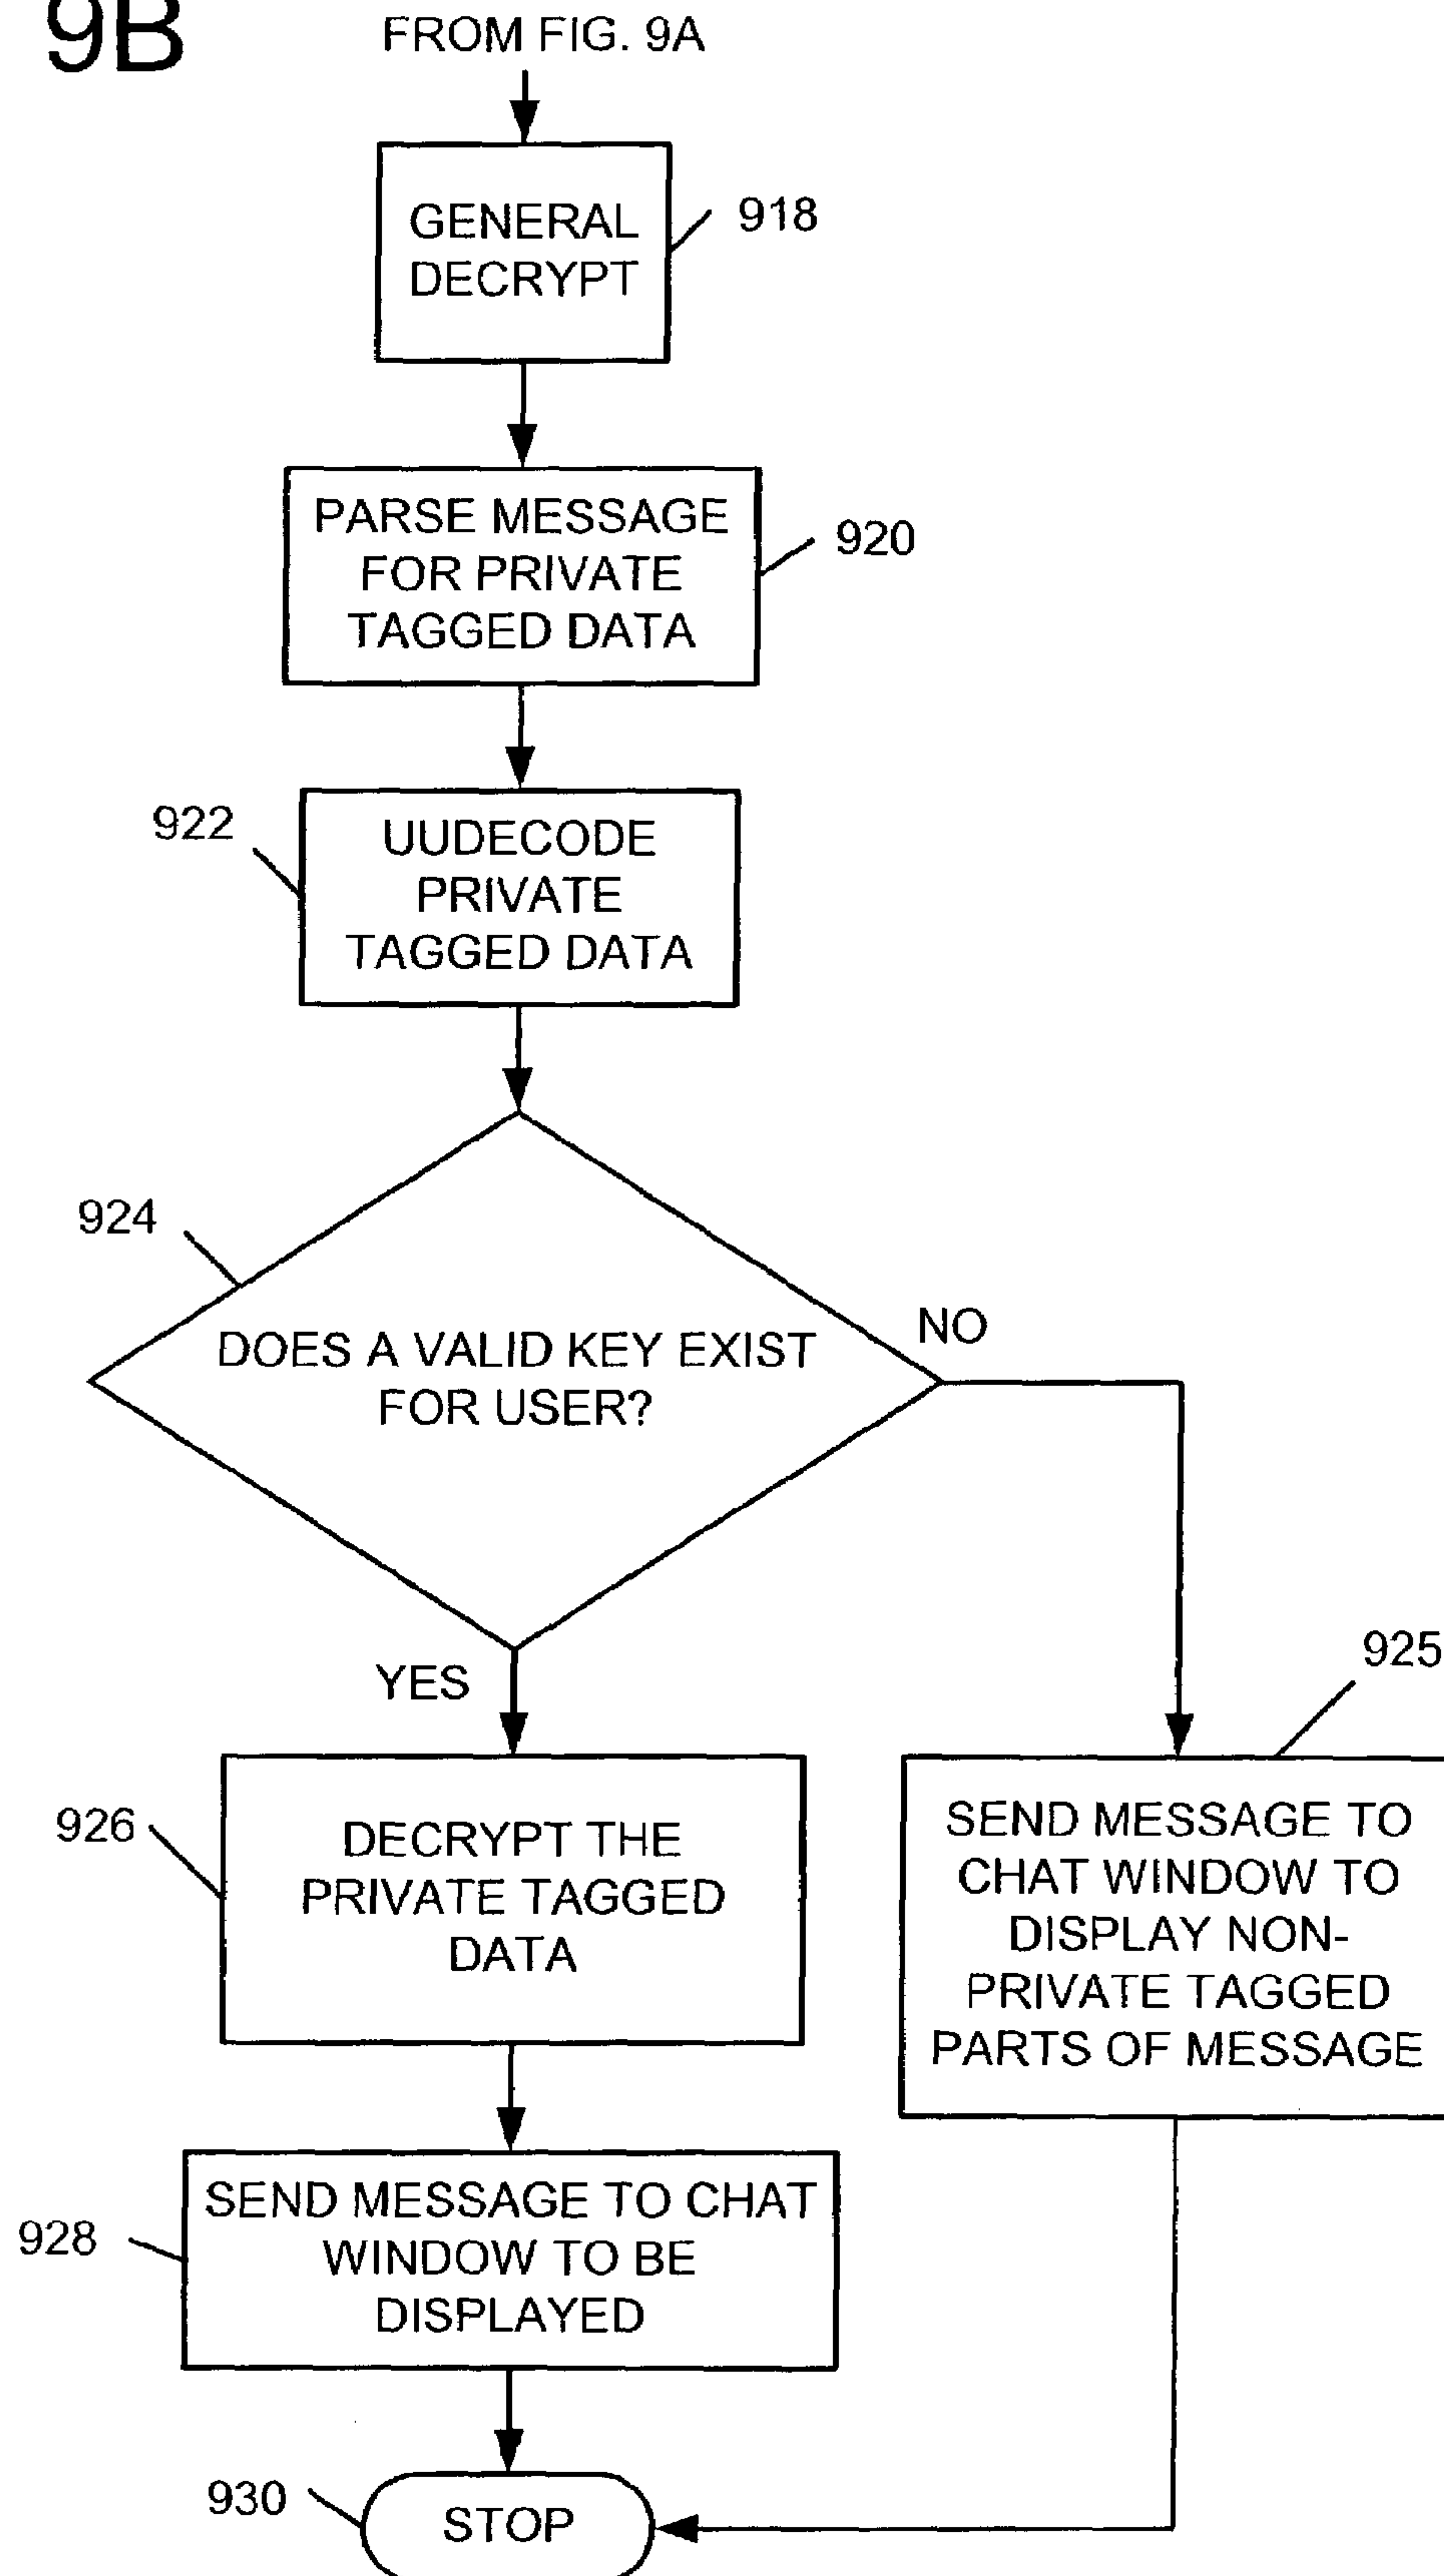 9B
FROM FIG. 9A
GENERAL
DECRYPT
918
PARSE MESSAGE
FOR PRIVATE
TAGGED DATA
920
922
UUDECODE
PRIVATE
TAGGED DATA
924
DOES A VALID KEY EXIST
FOR USER?
NO
YES
925
926
DECRYPT THE
PRIVATE TAGGED
DATA
SEND MESSAGE TO
CHAT WINDOW TO
DISPLAY NON-
PRIVATE TAGGED
PARTS OF MESSAGE
928
SEND MESSAGE TO CHAT
WINDOW TO BE
DISPLAYED
930
STOP